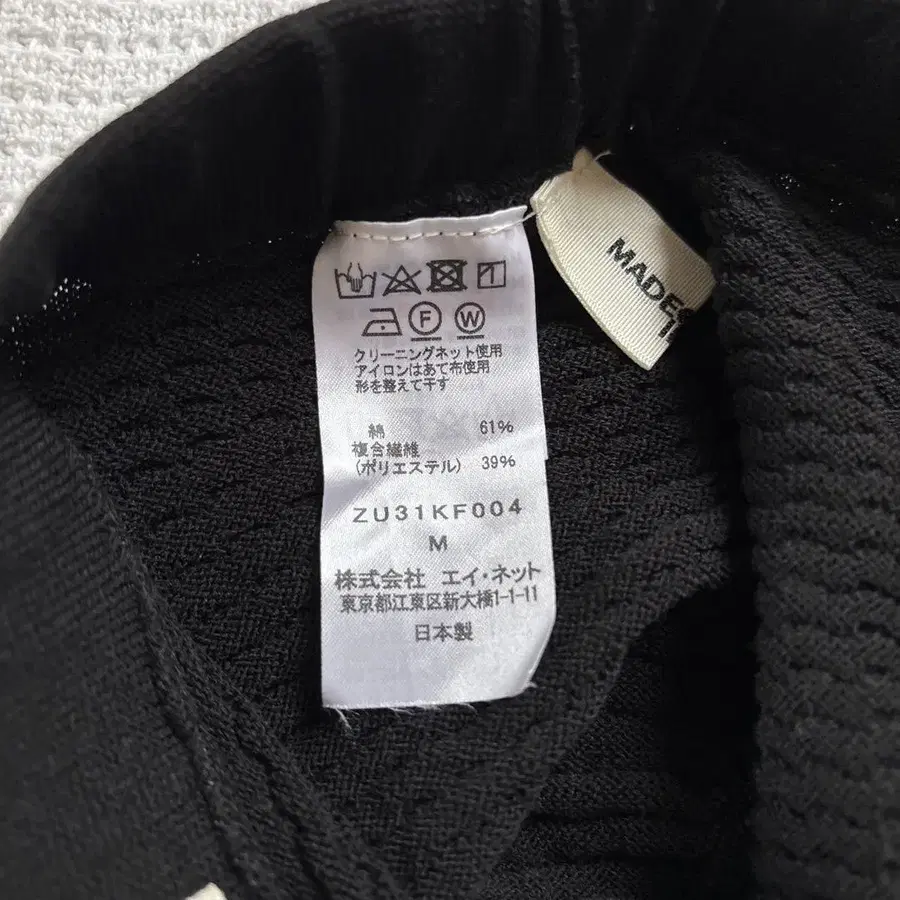 F W
クリーニングネット使用
アイロンはあて布使用
形を整えて干す
綿 61%
複合繊維
(ポリエステル) 39%
ZU31KF004
M
株式会社 エイ・ネット
東京都江東区新大橋1-1-11
日本製
MADE